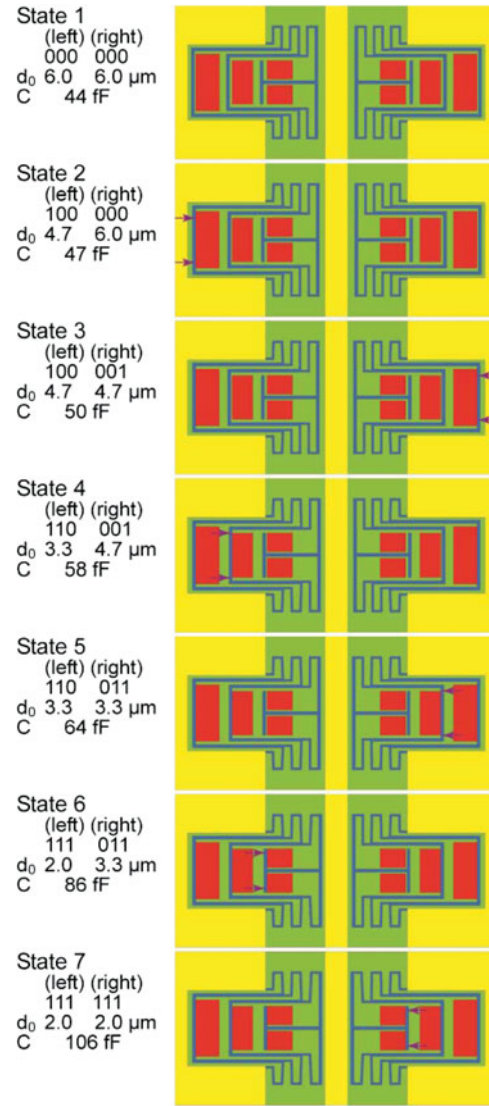 State 1
(left) (right)
000 000
d₀ 6.0 6.0 µm
C 44 fF
State 2
(left) (right)
100 000
d₀ 4.7 6.0 µm
C 47 fF
State 3
(left) (right)
100 001
d₀ 4.7 4.7 µm
C 50 fF
State 4
(left) (right)
110 001
d₀ 3.3 4.7 µm
C 58 fF
State 5
(left) (right)
110 011
d₀ 3.3 3.3 µm
C 64 fF
State 6
(left) (right)
111 011
d₀ 2.0 3.3 µm
C 86 fF
State 7
(left) (right)
111 111
d₀ 2.0 2.0 µm
C 106 fF